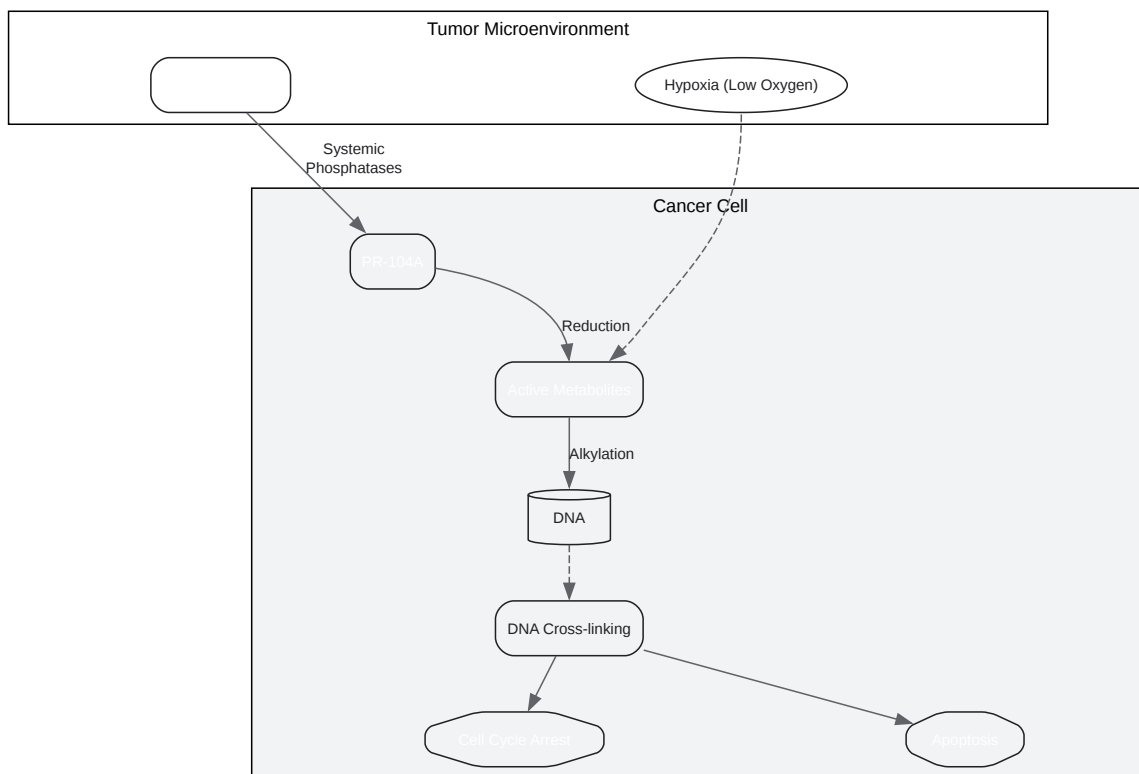 Tumor Microenvironment
Hypoxia (Low Oxygen)
Systemic
Phosphatases
Cancer Cell
PR-104A
Reduction
Active Metabolites
Alkylation
DNA
DNA Cross-linking
Cell Cycle Arrest
Apoptosis